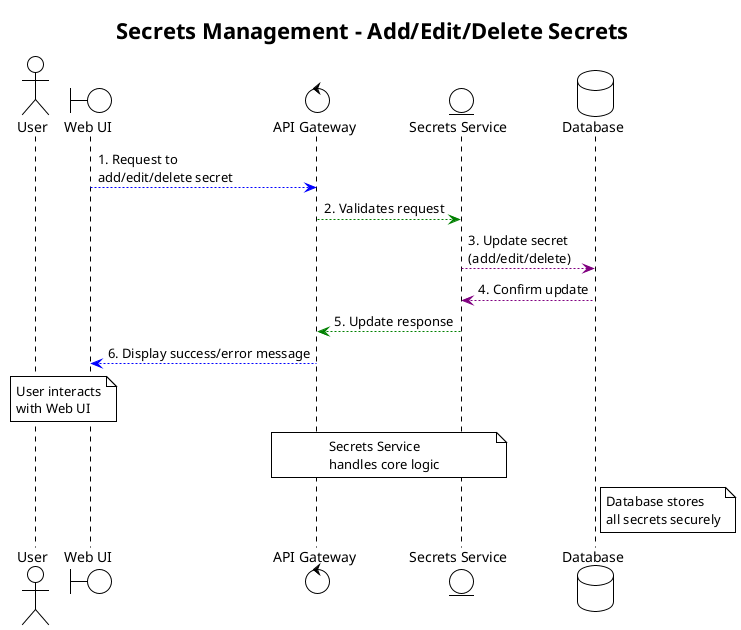 Secrets Management - Add/Edit/Delete Secrets
User
Web UI
API Gateway
Secrets Service
Database
1. Request to
add/edit/delete secret
2. Validates request
3. Update secret
(add/edit/delete)
4. Confirm update
5. Update response
6. Display success/error message
User interacts
with Web UI
Secrets Service
handles core logic
Database stores
all secrets securely
User
Web UI
API Gateway
Secrets Service
Database